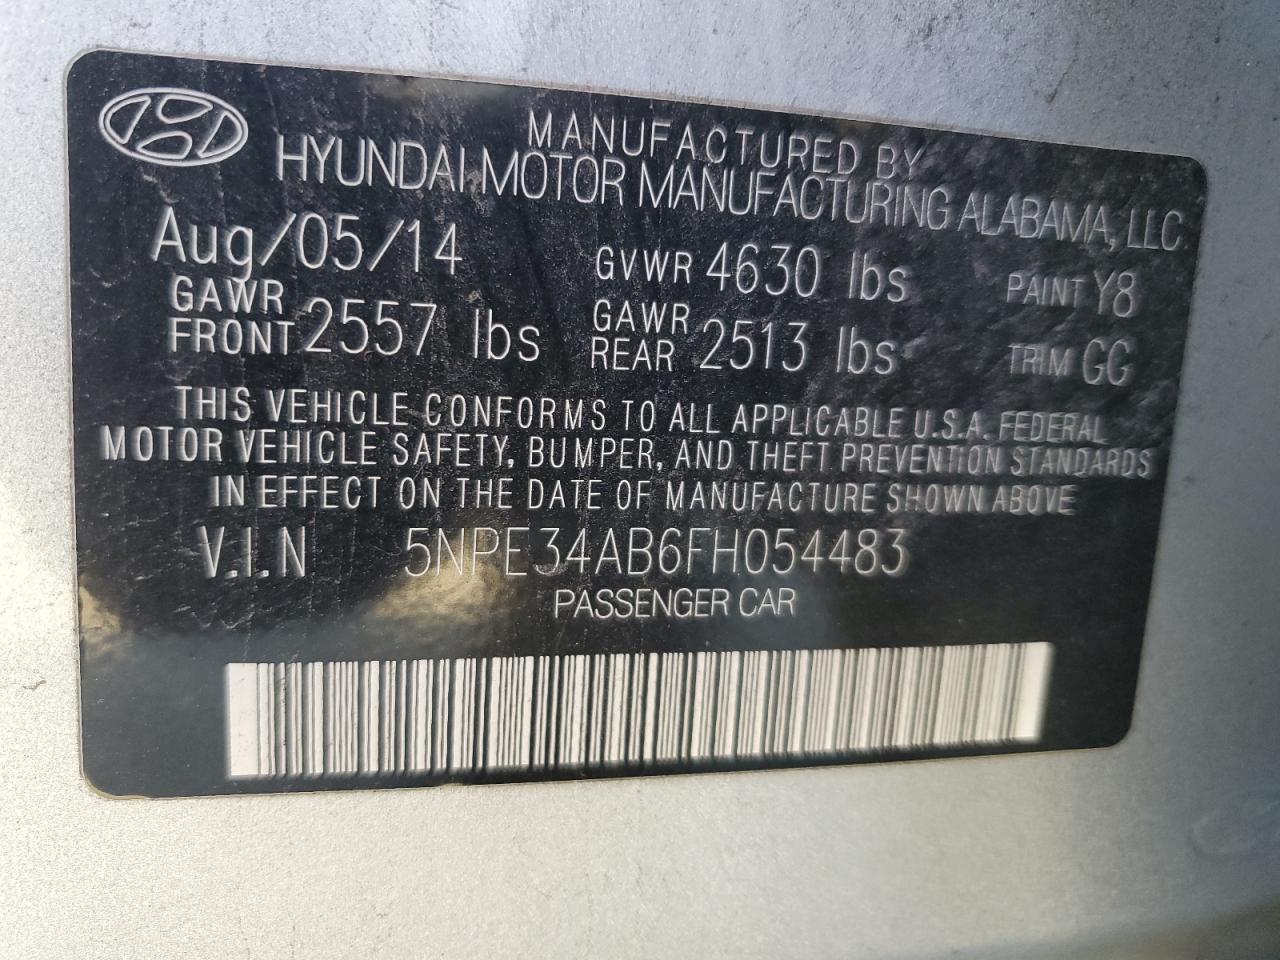 MANUFACTURED BY
HYUNDAI MOTOR MANUFACTURING ALABAMA, LLC
Aug/05/14 GVWR 4630 lbs PAINT Y8
GAWR FRONT 2557 lbs GAWR REAR 2513 lbs TRIM GG
THIS VEHICLE CONFORMS TO ALL APPLICABLE U.S.A. FEDERAL
MOTOR VEHICLE SAFETY, BUMPER, AND THEFT PREVENTION STANDARDS
IN EFFECT ON THE DATE OF MANUFACTURE SHOWN ABOVE
V.I.N 5NPE34AB6FH054483
PASSENGER CAR